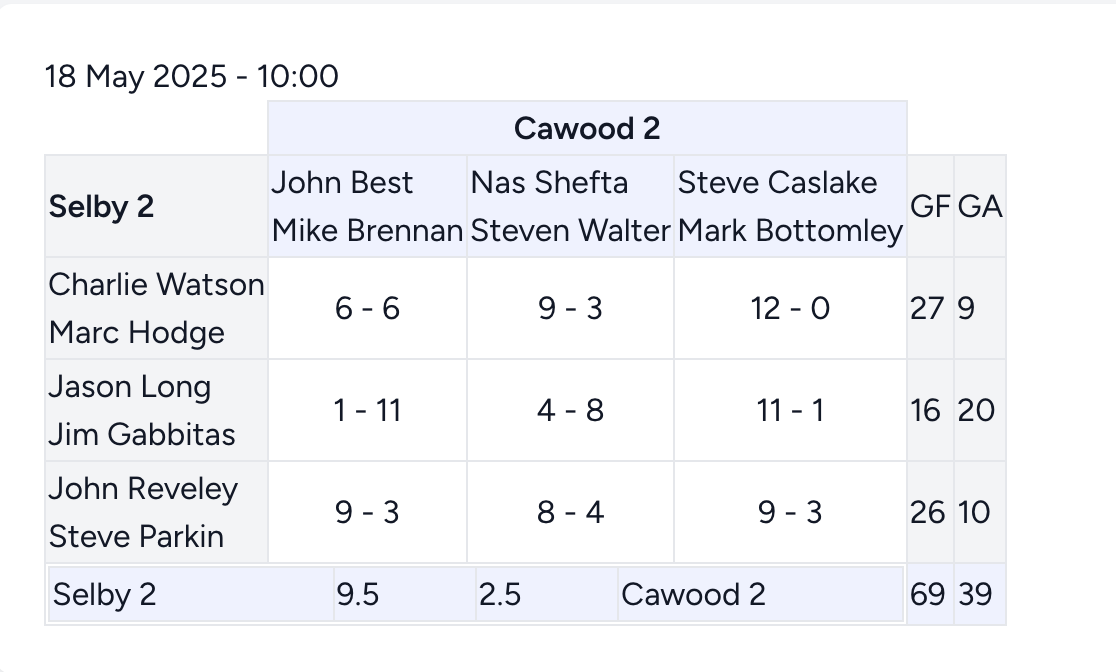 18 May 2025 - 10:00
Cawood 2
Selby 2
John Best
Mike Brennan
Nas Shefta
Steven Walter
Steve Caslake
Mark Bottomley
GF
GA
Charlie Watson
Marc Hodge
6 - 6
9 - 3
12 - 0
27
9
Jason Long
Jim Gabbitas
1 - 11
4 - 8
11 - 1
16
20
John Reveley
Steve Parkin
9 - 3
8 - 4
9 - 3
26
10
Selby 2
9.5
2.5
Cawood 2
69
39